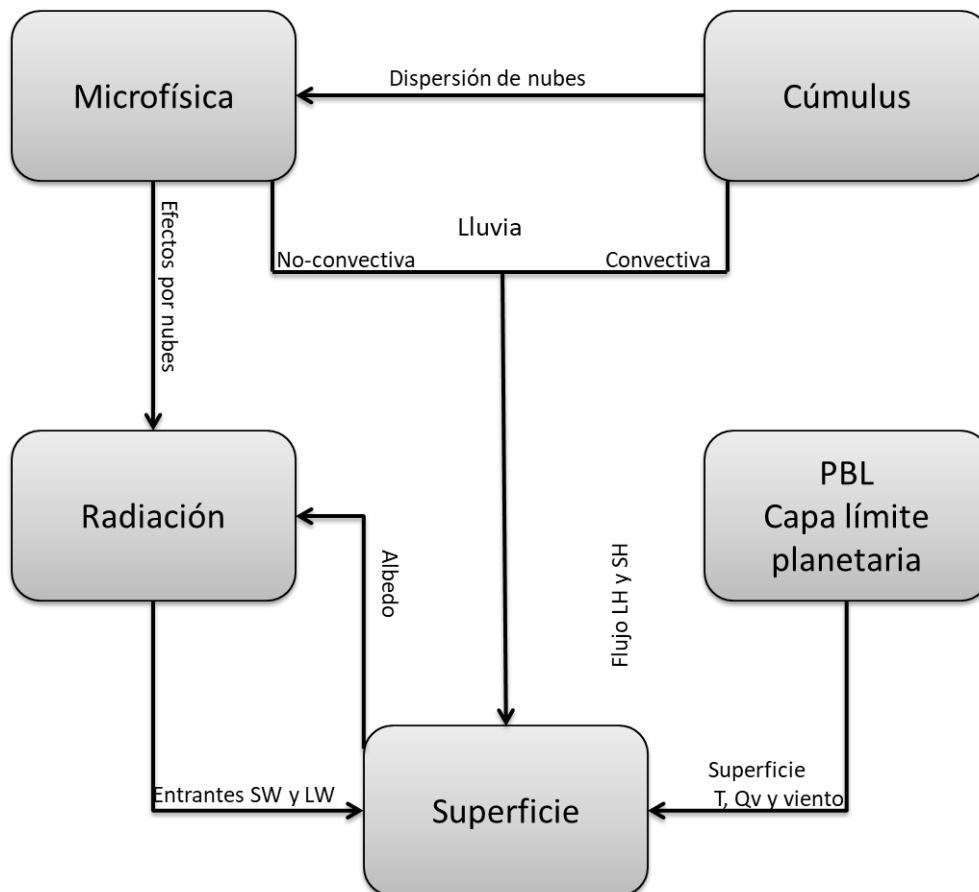 Microfísica
Dispersión de nubes
Cúmulus
Efectos por nubes
Lluvia
No-convectiva
Convectiva
Radiación
Albedo
Flujo LH y SH
PBL
Capa límite
planetaria
Entrantes SW y LW
Superficie
Superficie
T, Qv y viento